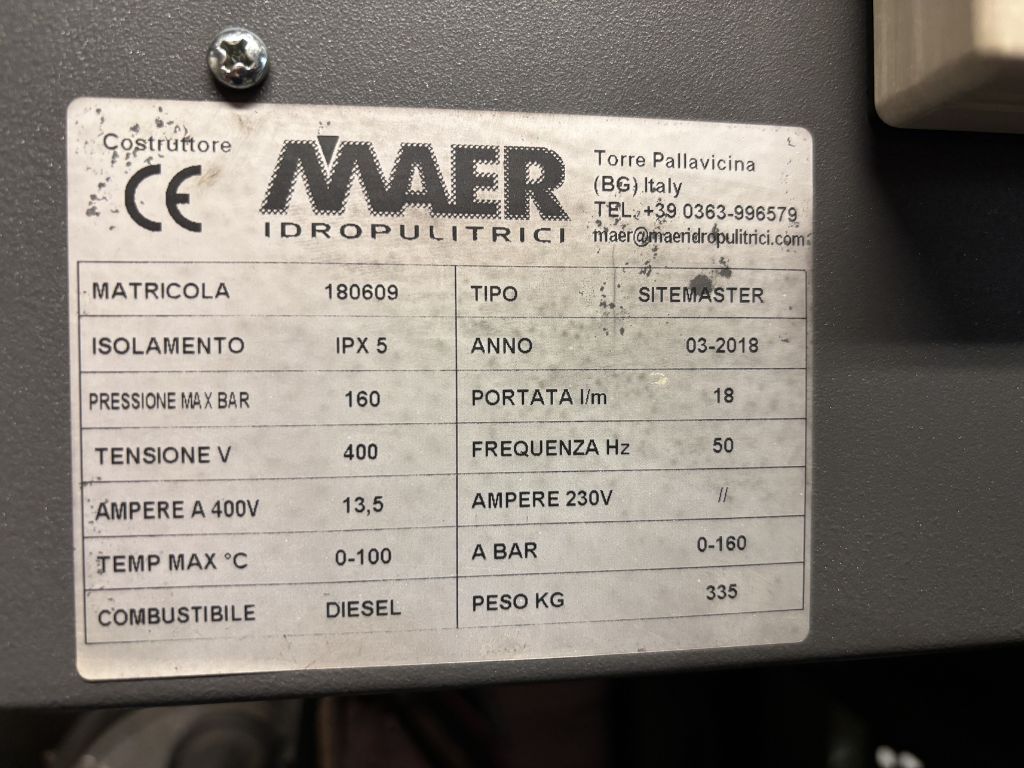 Costruttore
CE
MAER
IDROPULITRICI
Torre Pallavicina
(BG) Italy
TEL. +39 0363-996579
maer@maeridropulitrici.com
MATRICOLA 180609 TIPO SITEMASTER
ISOLAMENTO IPX 5 ANNO 03-2018
PRESSIONE MAX BAR 160 PORTATA l/m 18
TENSIONE V 400 FREQUENZA Hz 50
AMPERE A 400V 13,5 AMPERE 230V //
TEMP MAX °C 0-100 A BAR 0-160
COMBUSTIBILE DIESEL PESO KG 335